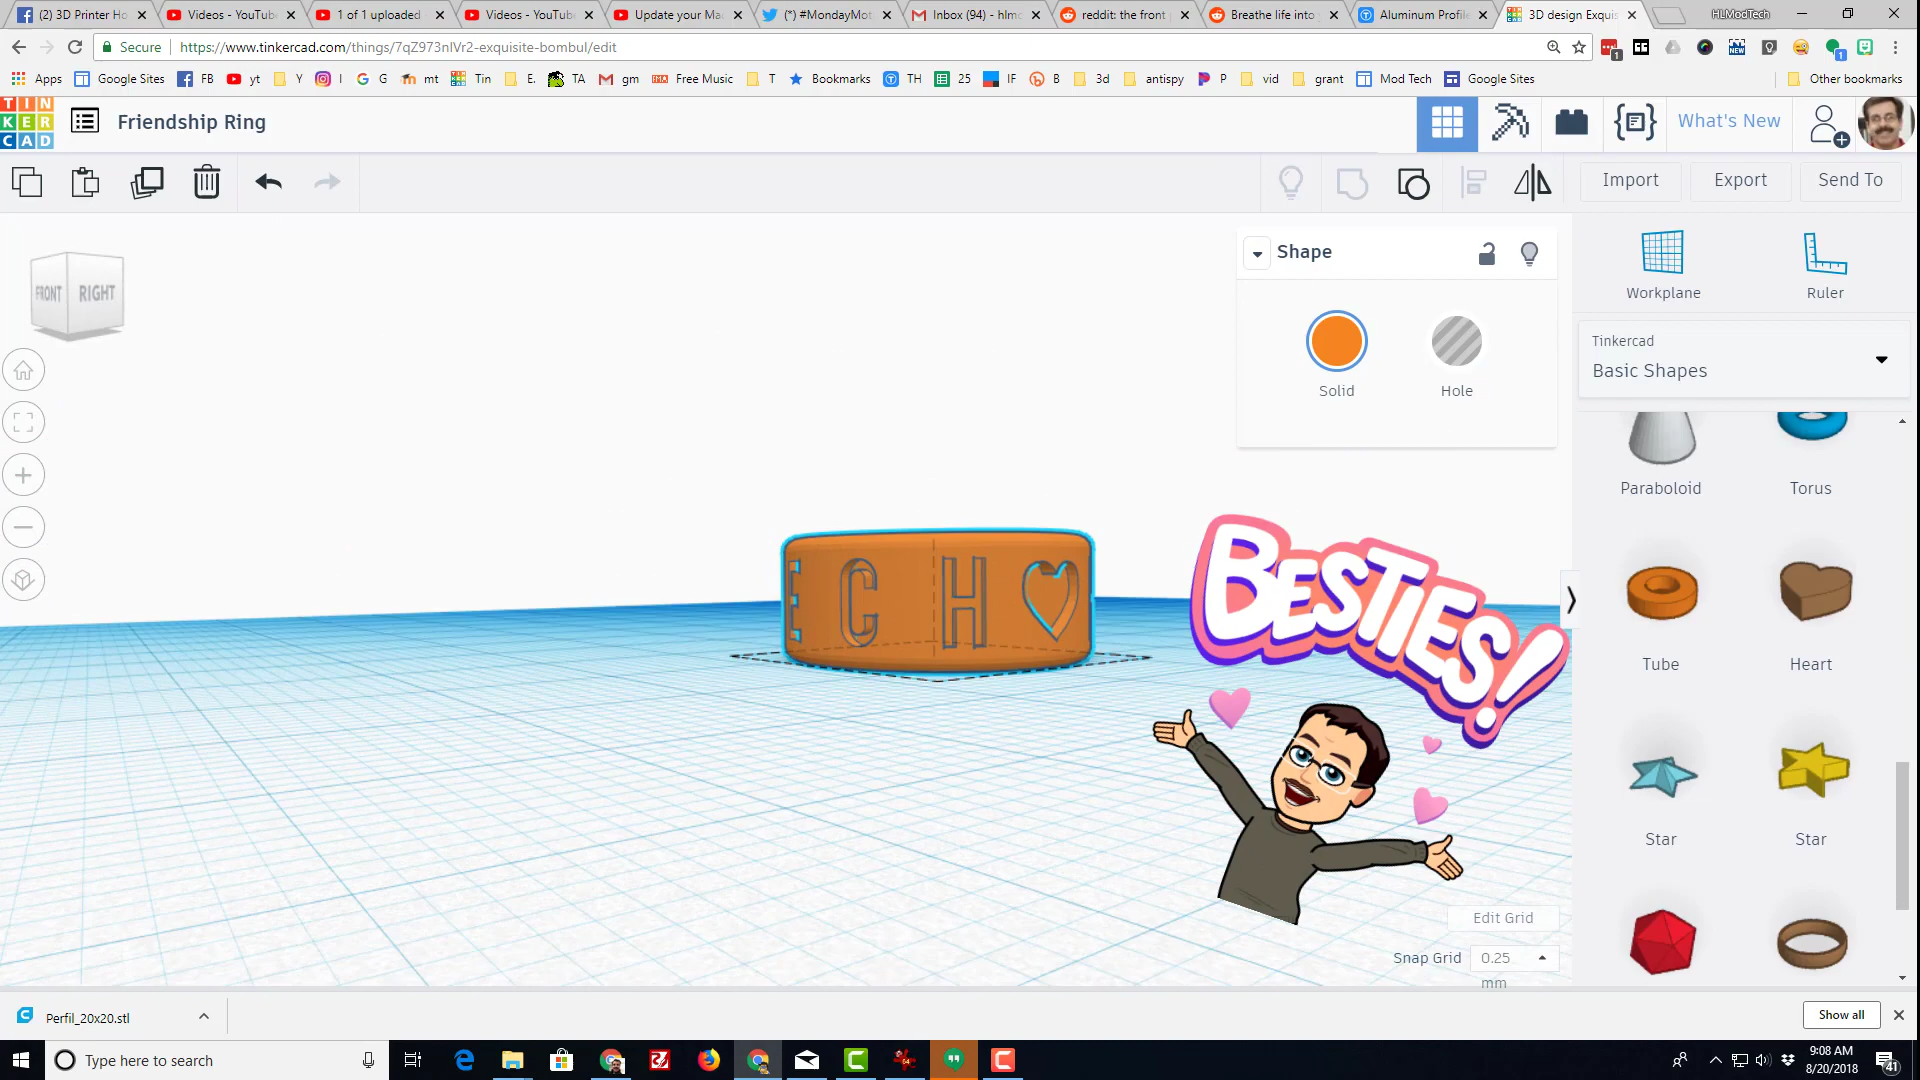 (2) 3D Printer Ho
Videos - YouTube
1 of 1 uploaded
Videos - YouTube
Update your Ma
(*) #MondayMot
Inbox (94) - hlmo
reddit: the front
Breathe life into
Aluminum Profile
3D design Exquis
HLModTech
Secure
https://www.tinkercad.com/things/7qZ973nlVr2-exquisite-bombul/edit
Apps
Google Sites
FB
yt
Y
I
G
mt
Tin
E.
TA
gm
Free Music
T
Bookmarks
TH
25
IF
B
3d
antispy
P
vid
grant
Mod Tech
Google Sites
Other bookmarks
TIN
KER
CAD
Friendship Ring
What's New
Import
Export
Send To
FRONT
RIGHT
Shape
Solid
Hole
Workplane
Ruler
Tinkercad
Basic Shapes
Paraboloid
Torus
Tube
Heart
Star
Star
E C H
BESTIES!
Edit Grid
Snap Grid
0.25
mm
Perfil_20x20.stl
Show all
Type here to search
9:08 AM
8/20/2018
41